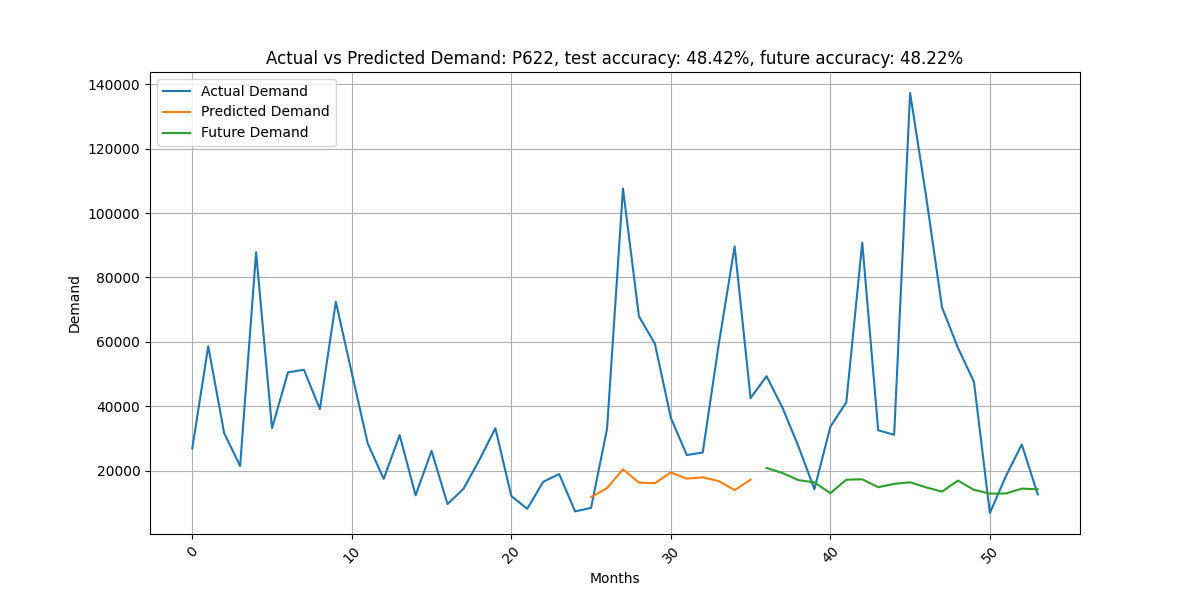 Actual vs Predicted Demand: P622, test accuracy: 48.42%, future accuracy: 48.22%
Actual Demand
Predicted Demand
Future Demand
140000
120000
100000
80000
60000
40000
20000
Demand
0
10
20
30
40
50
Months